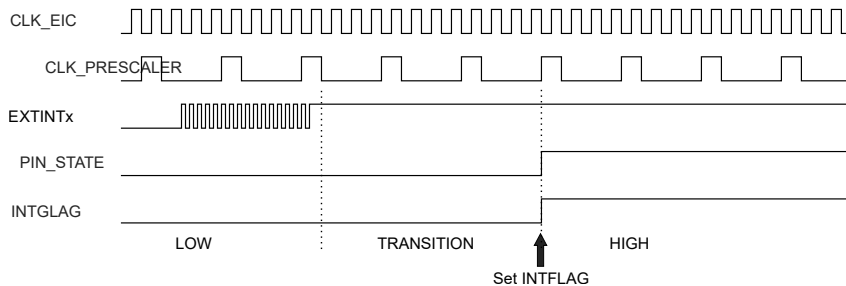 CLK_EIC
CLK_PRESCALER
EXTINTx
PIN_STATE
INTGLAG
LOW TRANSITION HIGH
Set INTFLAG